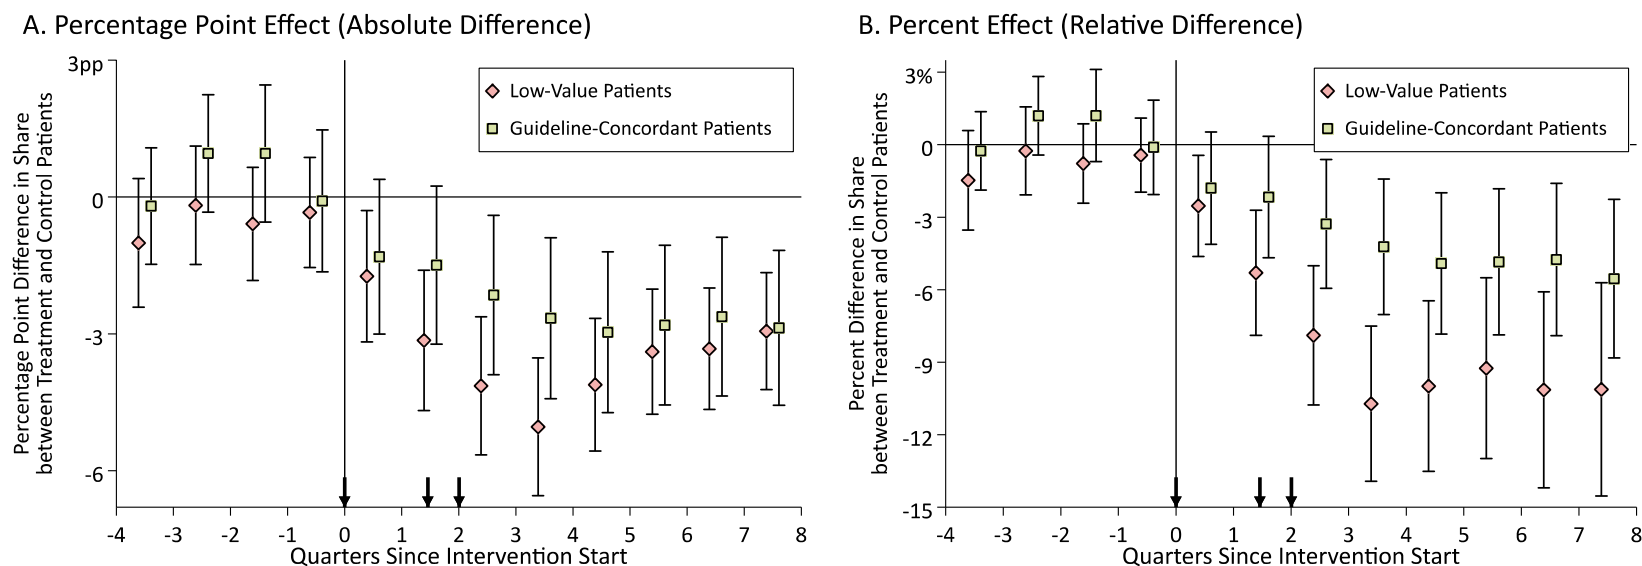 A. Percentage Point Effect (Absolute Difference)
Percentage Point Difference in Share
between Treatment and Control Patients
3pp
0
-3
-6
Low-Value Patients
Guideline-Concordant Patients
-4 -3 -2 -1 0 1 2 3 4 5 6 7 8
Quarters Since Intervention Start
B. Percent Effect (Relative Difference)
Percent Difference in Share
between Treatment and Control Patients
3%
0
-3
-6
-9
-12
-15
Low-Value Patients
Guideline-Concordant Patients
-4 -3 -2 -1 0 1 2 3 4 5 6 7 8
Quarters Since Intervention Start